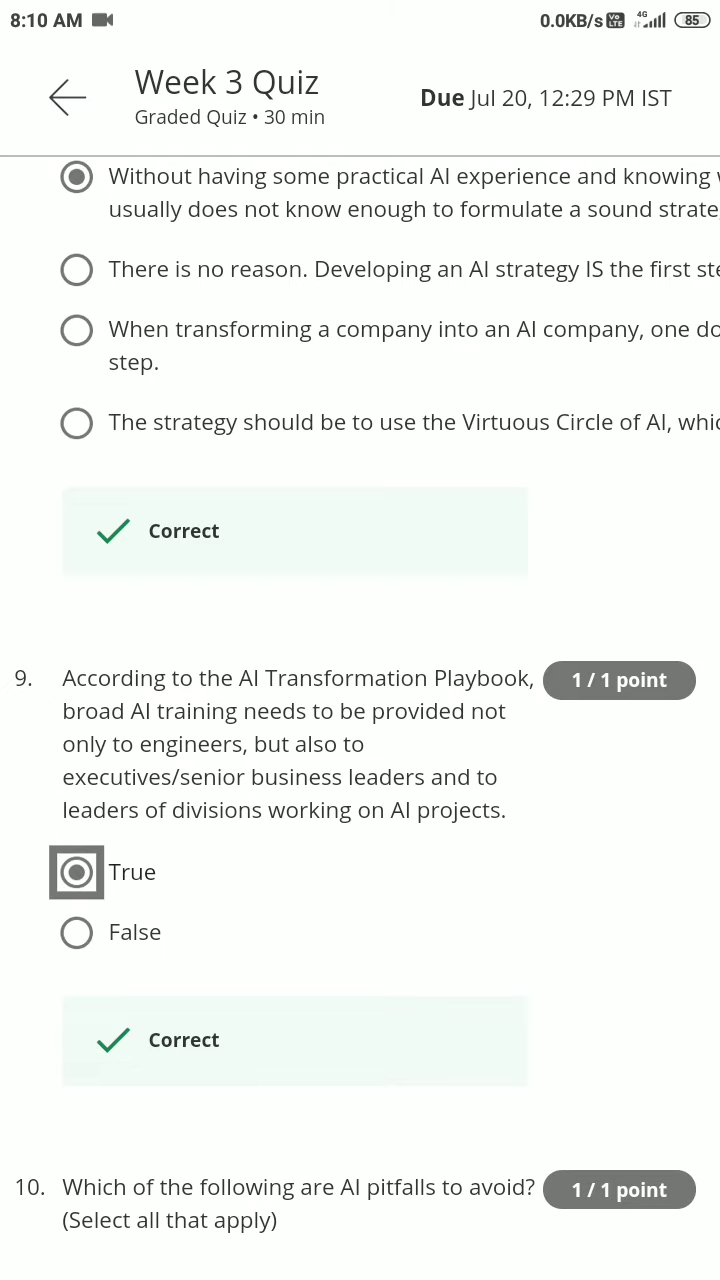 8:10 AM 0.0KB/s Vo LTE 4G 85
Week 3 Quiz
Graded Quiz • 30 min
Due Jul 20, 12:29 PM IST
Without having some practical AI experience and knowing
usually does not know enough to formulate a sound
There is no reason. Developing an AI strategy IS the first
When transforming a company into an AI company, one
step.
The strategy should be to use the Virtuous Circle of AI,
Correct
9. According to the AI Transformation Playbook, 1 / 1 point
broad AI training needs to be provided not
only to engineers, but also to
executives/senior business leaders and to
leaders of divisions working on AI projects.
True
False
Correct
10. Which of the following are AI pitfalls to avoid? 1 / 1 point
(Select all that apply)